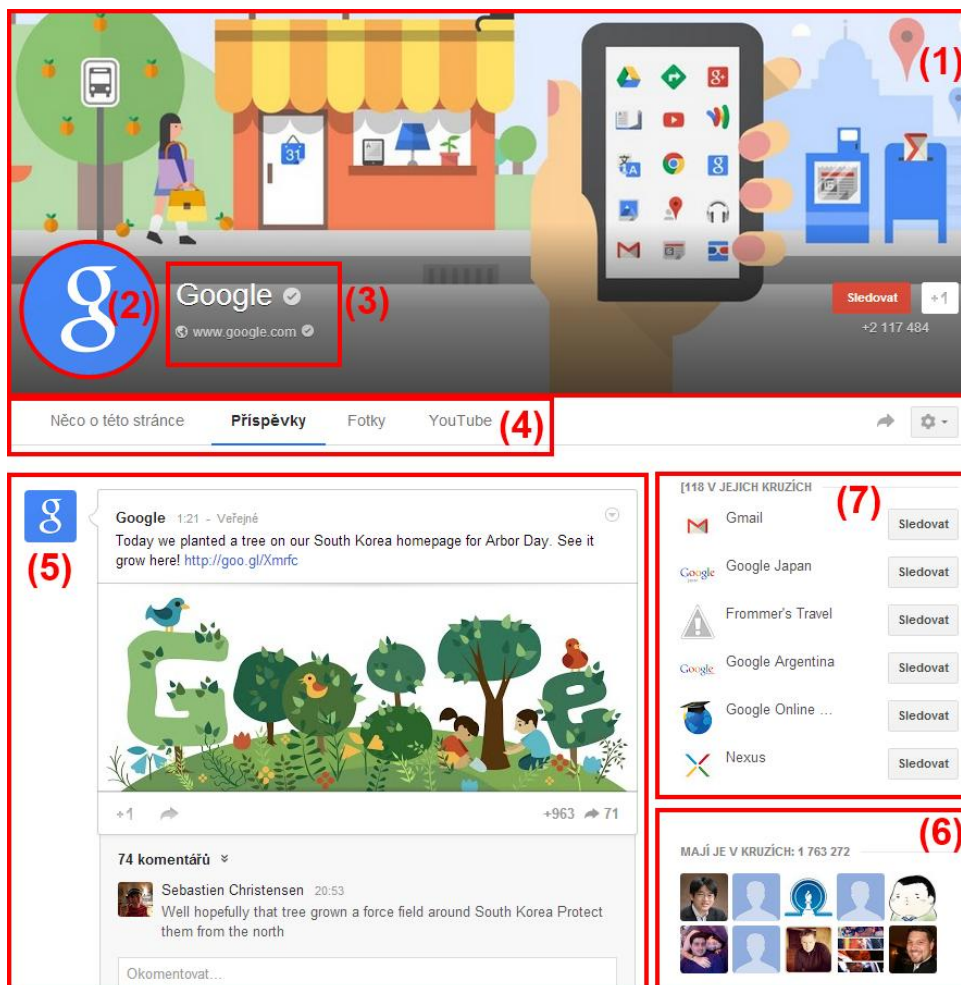 (1)
31
g+
A
g
g
(2)
Google
(3)
www.google.com
Sledovat
+1
+2 117 484
Něco o této stránce
Příspěvky
Fotky
YouTube
(4)
g
(5)
Google 1:21 - Veřejné
Today we planted a tree on our South Korea homepage for Arbor Day. See it
grow here! http://goo.gl/Xmrfc
G
e
+1
+963
71
74 komentářů
Sebastien Christensen 20:53
Well hopefully that tree grown a force field around South Korea Protect
them from the north
Okomentovat...
[118 V JEJICH KRUZÍCH
(7)
Gmail
Sledovat
Google
Google Japan
Sledovat
Frommer's Travel
Sledovat
Google
Google Argentina
Sledovat
Google Online ...
Sledovat
Nexus
Sledovat
(6)
MAJÍ JE V KRUZÍCH: 1 763 272